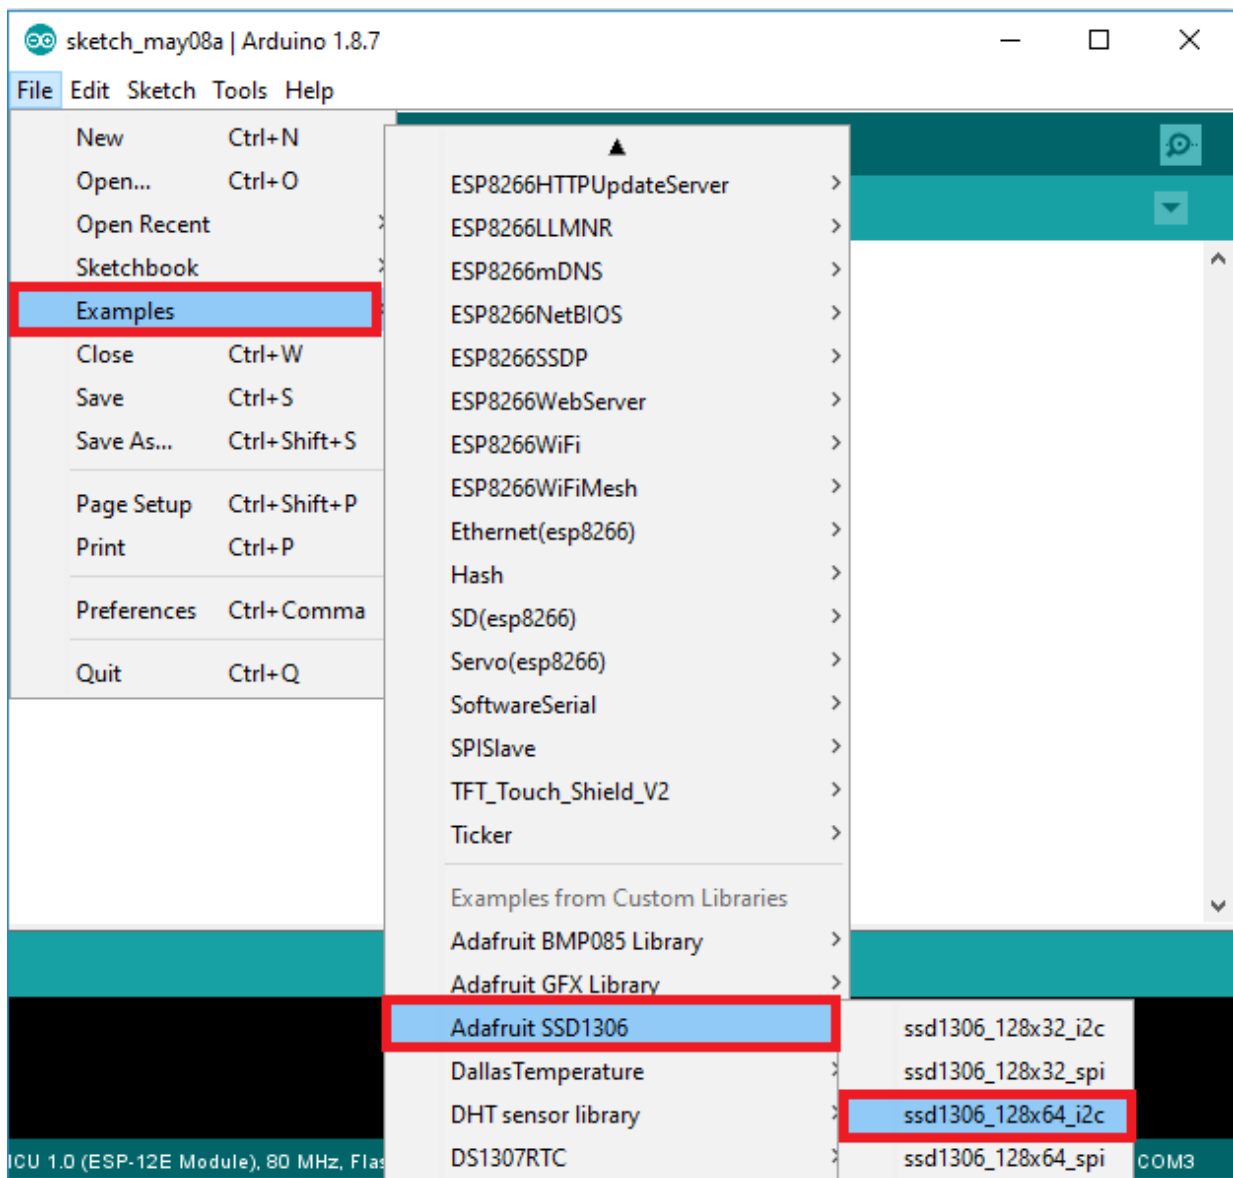 sketch_may08a | Arduino 1.8.7
File Edit Sketch Tools Help
New Ctrl+N
Open... Ctrl+O
Open Recent
Sketchbook
Examples
Close Ctrl+W
Save Ctrl+S
Save As... Ctrl+Shift+S
Page Setup Ctrl+Shift+P
Print Ctrl+P
Preferences Ctrl+Comma
Quit Ctrl+Q
ESP8266HTTPUpdateServer
ESP8266LLMNR
ESP8266mDNS
ESP8266NetBIOS
ESP8266SSDP
ESP8266WebServer
ESP8266WiFi
ESP8266WiFiMesh
Ethernet(esp8266)
Hash
SD(esp8266)
Servo(esp8266)
SoftwareSerial
SPISlave
TFT_Touch_Shield_V2
Ticker
Examples from Custom Libraries
Adafruit BMP085 Library
Adafruit GFX Library
Adafruit SSD1306
DallasTemperature
DHT sensor library
DS1307RTC
ssd1306_128x32_i2c
ssd1306_128x32_spi
ssd1306_128x64_i2c
ssd1306_128x64_spi
ICU 1.0 (ESP-12E Module), 80 MHz, Flas
COM3